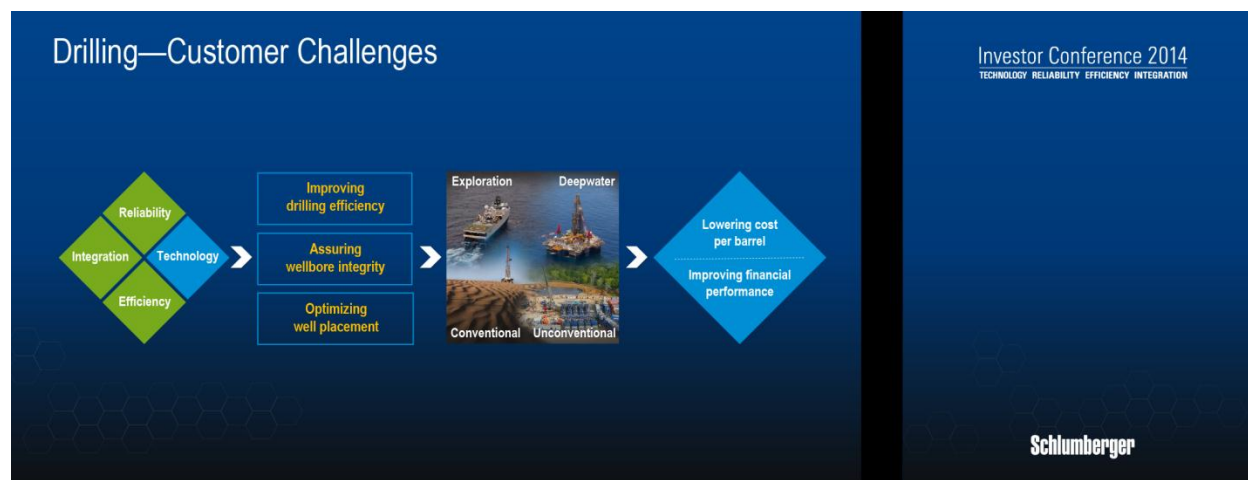 Drilling—Customer Challenges
Investor Conference 2014
TECHNOLOGY RELIABILITY EFFICIENCY INTEGRATION
Reliability
Integration
Technology
Efficiency
Improving
drilling efficiency
Assuring
wellbore integrity
Optimizing
well placement
Exploration
Deepwater
Conventional
Unconventional
Lowering cost
per barrel
Improving financial
performance
Schlumberger